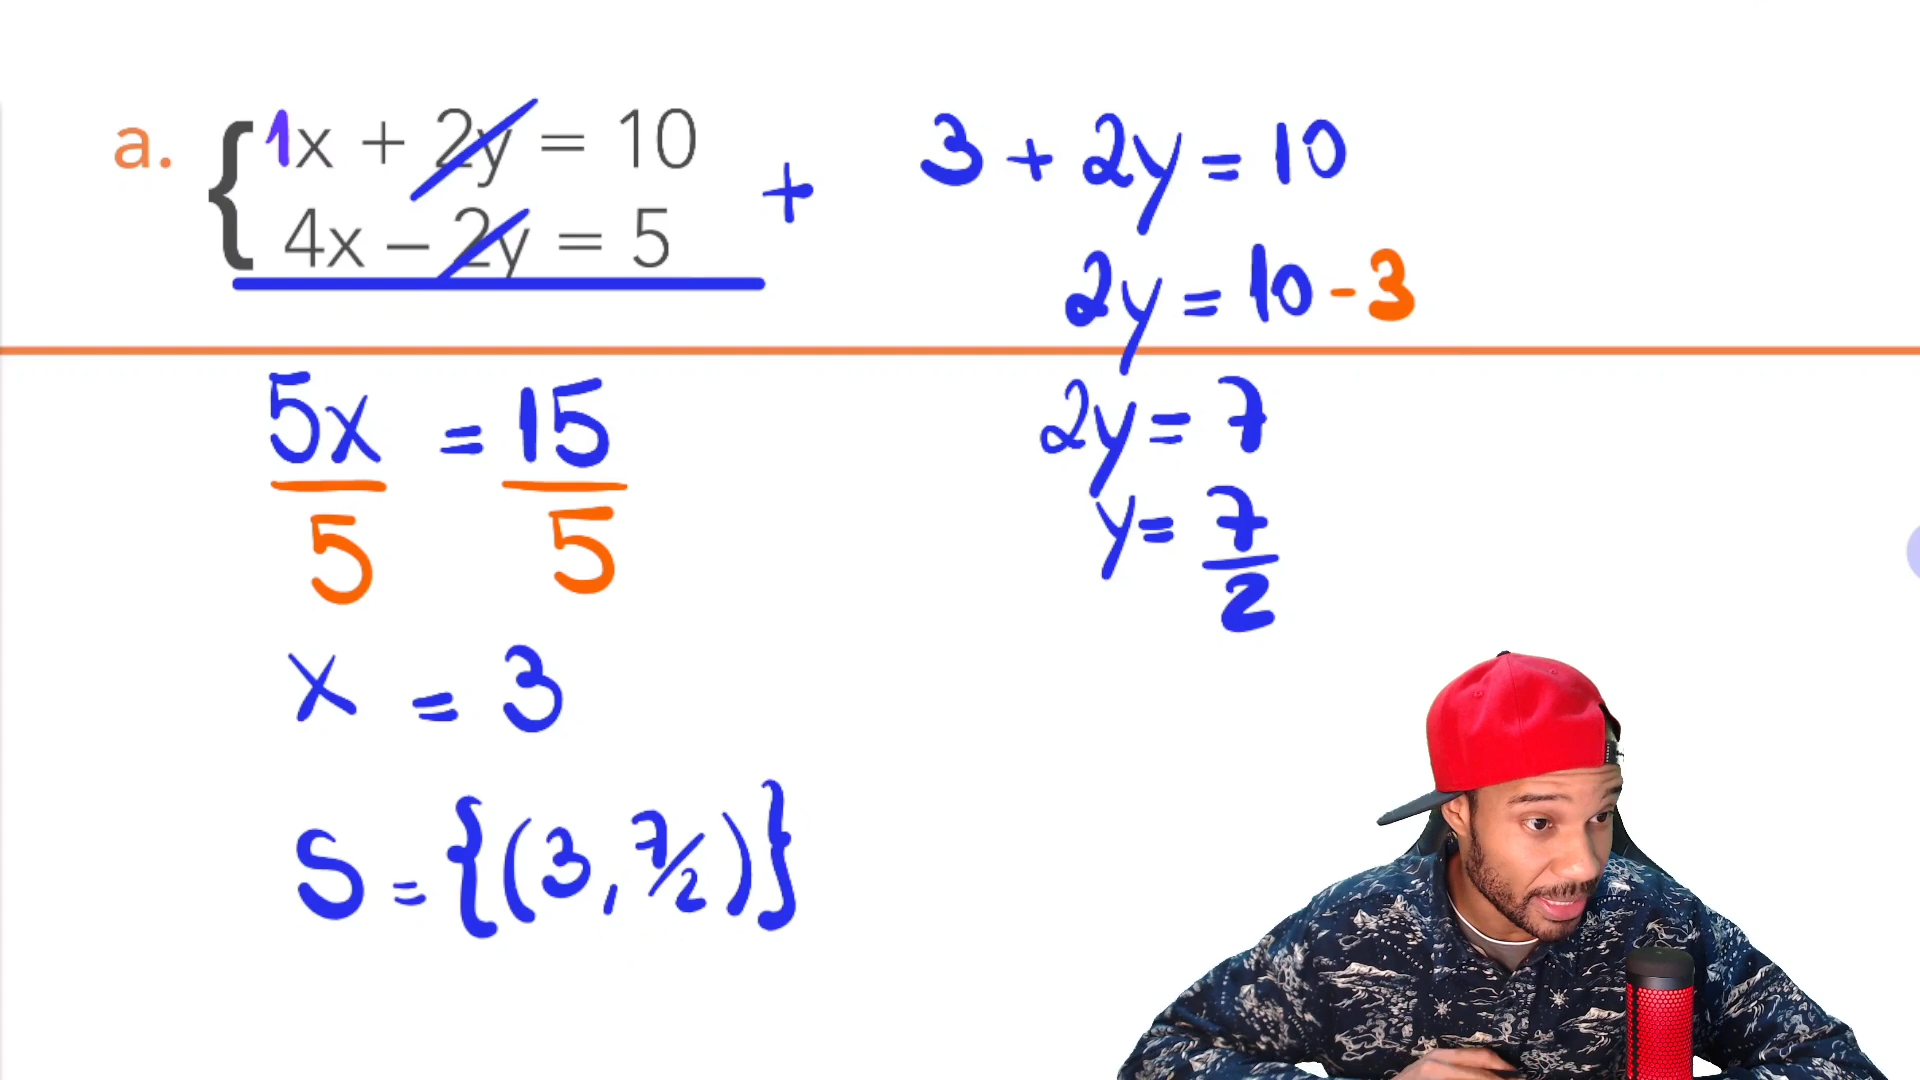 a. { 1x + 2y = 10
4x – 2y = 5
+
5x = 15
5 5
x = 3
S = {(3, 7/2)}
3 + 2y = 10
2y = 10 - 3
2y = 7
y = 7/2